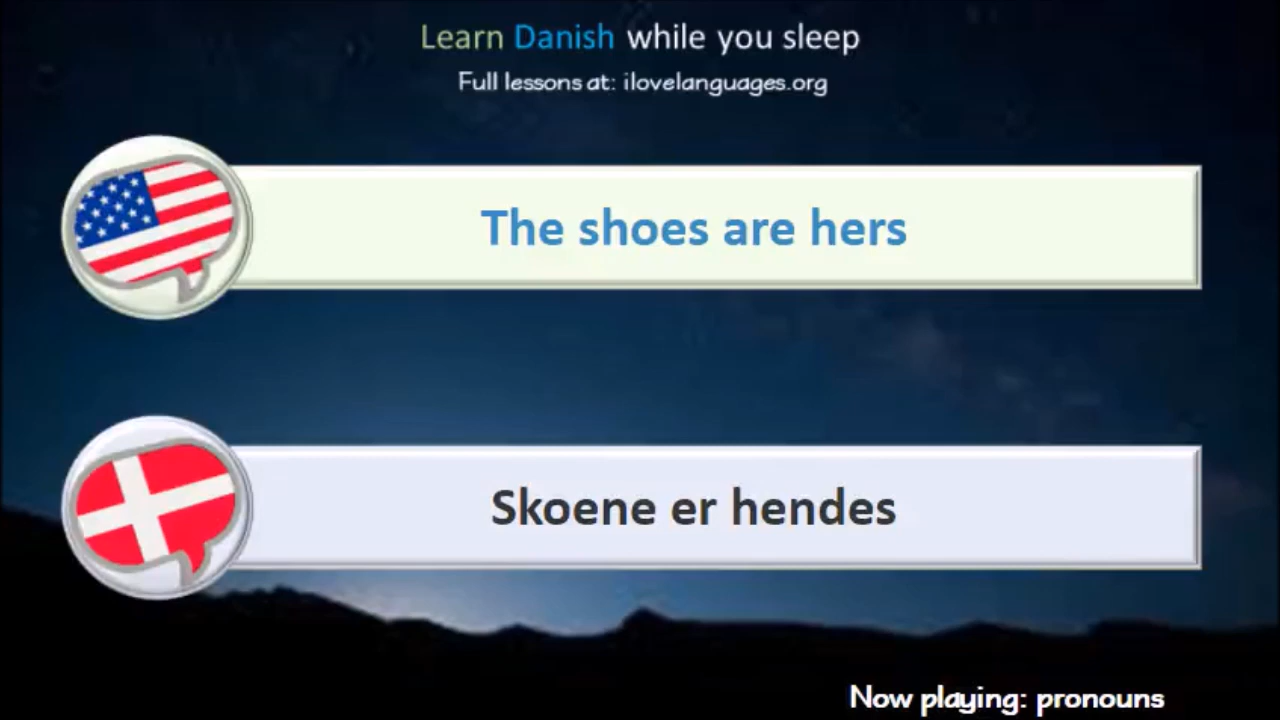 Learn Danish while you sleep
Full lessons at: ilovelanguages.org
The shoes are hers
Skoene er hendes
Now playing: pronouns